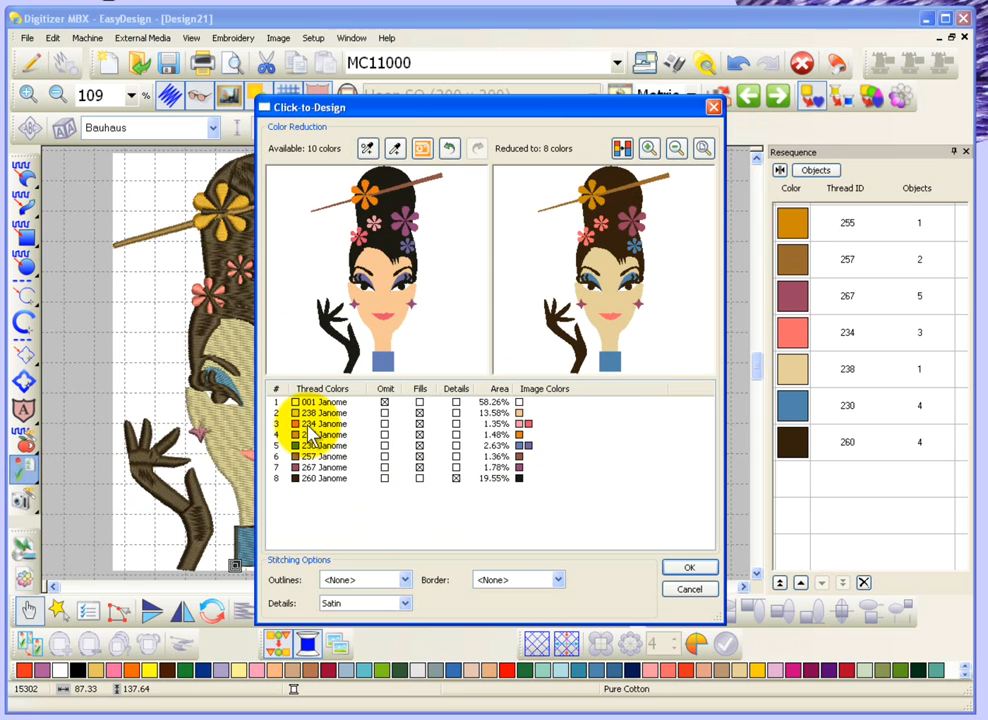 Digitizer MBX - EasyDesign - [Design21]
File Edit Machine External Media View Embroidery Image Setup Window Help
MC11000
109 %
Bauhaus
Click-to-Design
Color Reduction
Available: 10 colors
Reduced to: 8 colors
# Thread Colors Omit Fills Details Area Image Colors
1 001 Janome 58.26%
2 238 Janome 13.58%
3 234 Janome 1.35%
4 Janome 1.48%
5 Janome 2.63%
6 257 Janome 1.36%
7 267 Janome 1.78%
8 260 Janome 19.55%
Stitching Options
Outlines: <None> Border: <None>
Details: Satin
OK
Cancel
Resequence
Objects
Color Thread ID Objects
255 1
257 2
267 5
234 3
238 1
230 4
260 4
4
15302 87.33 137.64 Pure Cotton